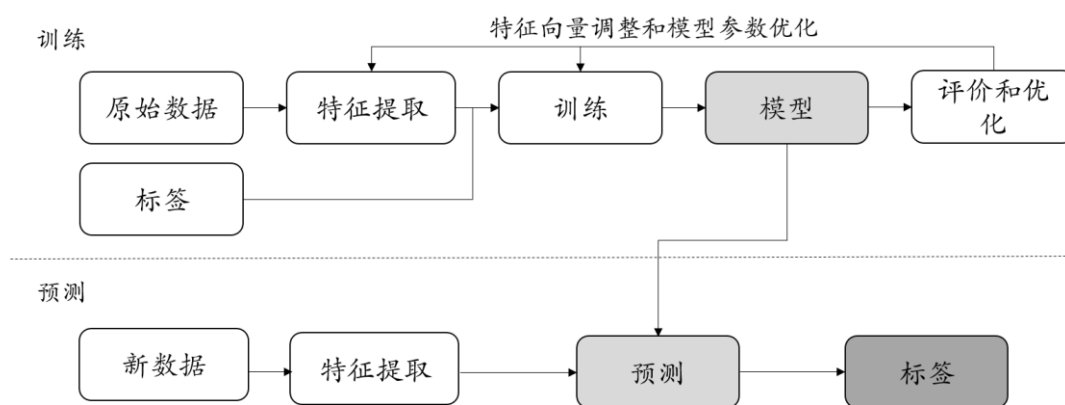 特征向量调整和模型参数优化
训练
原始数据
特征提取
训练
模型
评价和优
化
标签
预测
新数据
特征提取
预测
标签